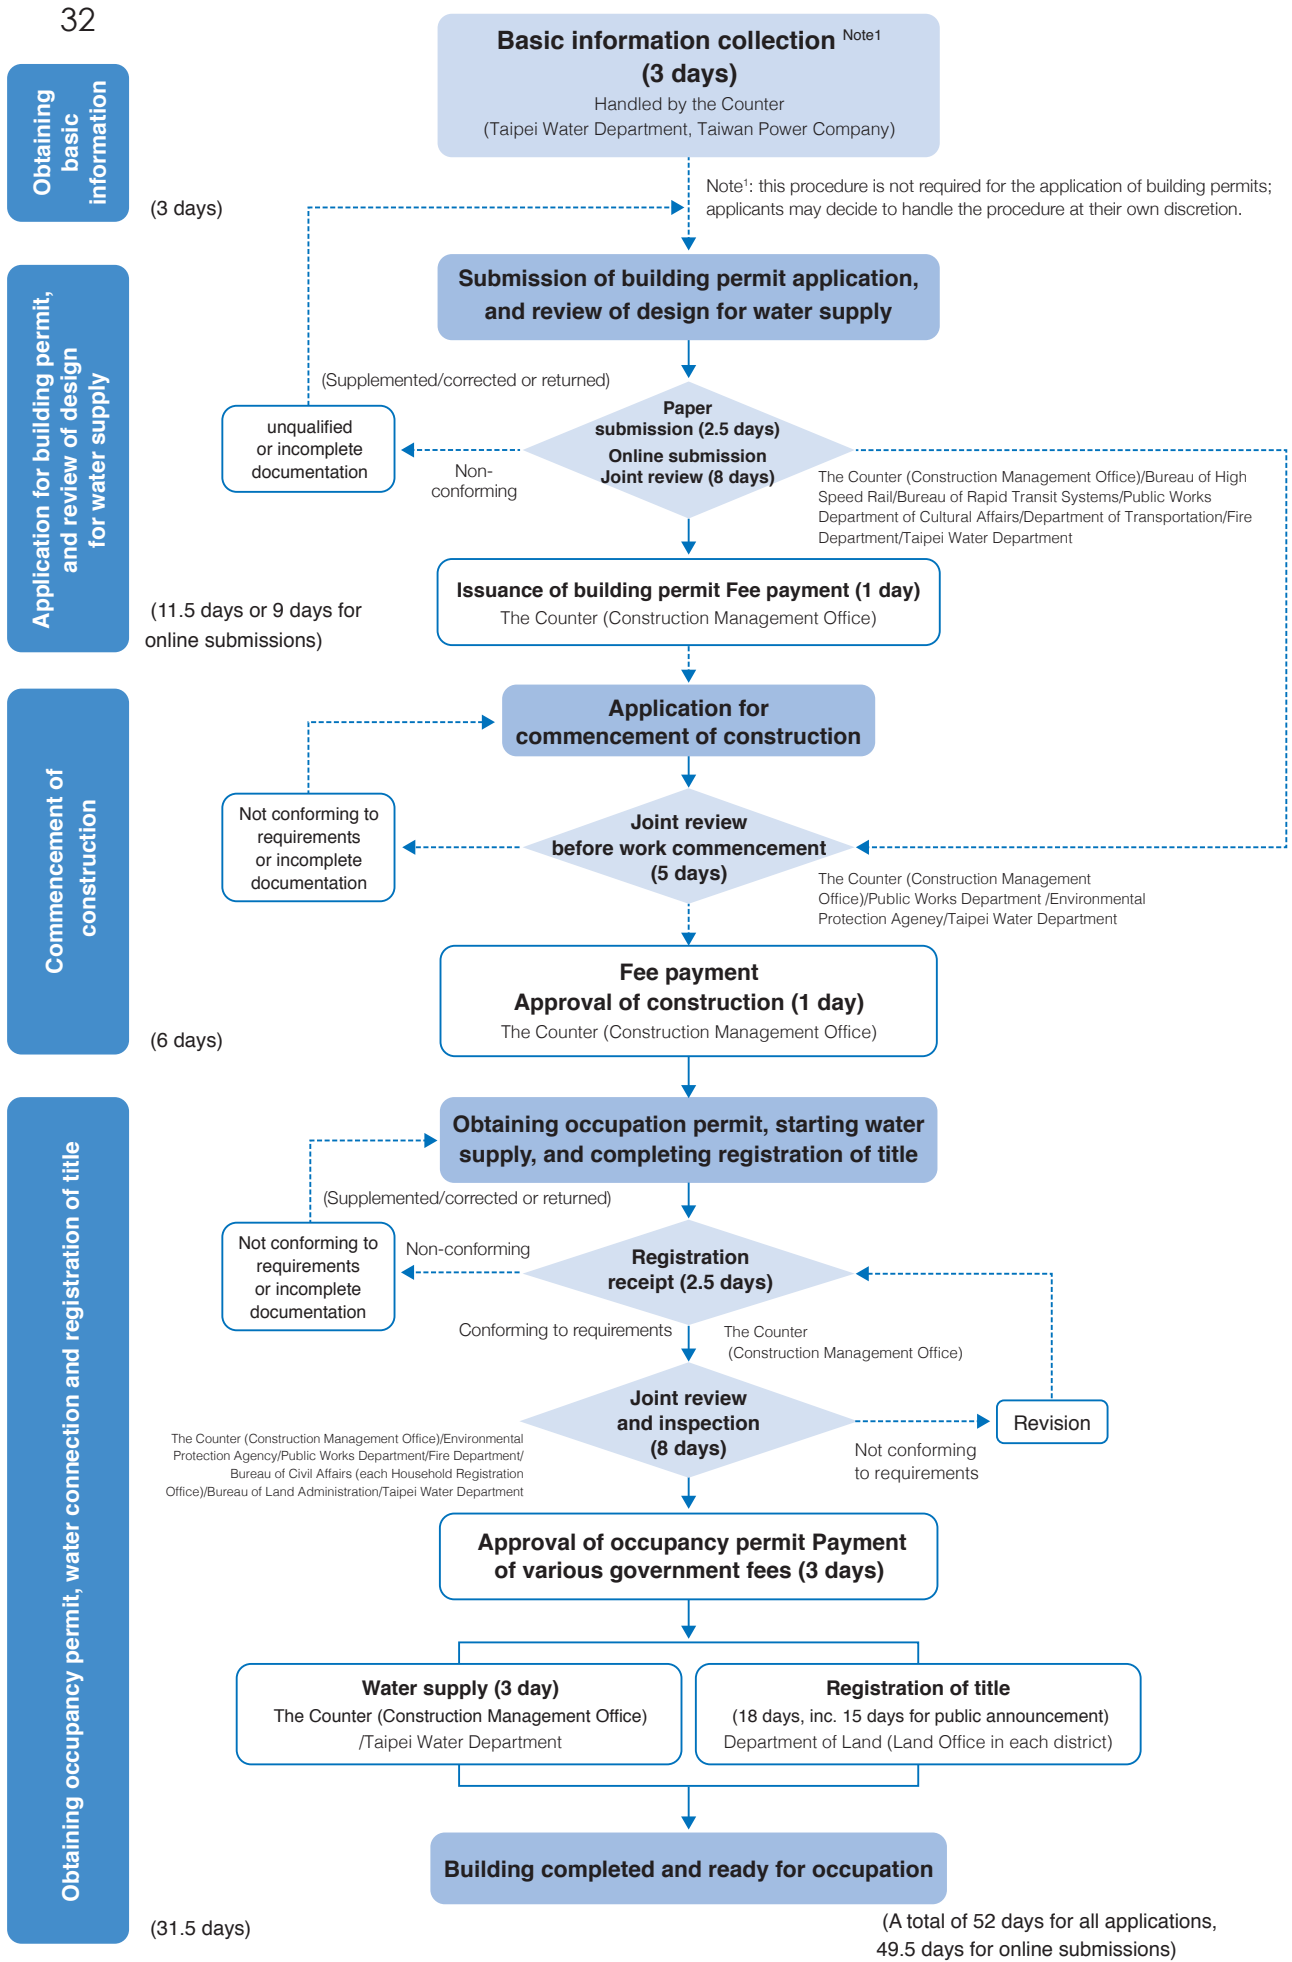 32
Obtaining
basic
information
Basic information collection Note1
(3 days)
Handled by the Counter
(Taipei Water Department, Taiwan Power Company)
(3 days)
Note1: this procedure is not required for the application of building permits;
applicants may decide to handle the procedure at their own discretion.
Application for building permit,
and review of design
for water supply
Submission of building permit application,
and review of design for water supply
(Supplemented/corrected or returned)
unqualified
or incomplete
documentation
Non-
conforming
Paper
submission (2.5 days)
Online submission
Joint review (8 days)
The Counter (Construction Management Office)/Bureau of High
Speed Rail/Bureau of Rapid Transit Systems/Public Works
Department of Cultural Affairs/Department of Transportation/Fire
Department/Taipei Water Department
Issuance of building permit Fee payment (1 day)
The Counter (Construction Management Office)
(11.5 days or 9 days for
online submissions)
Commencement of
construction
Application for
commencement of construction
Not conforming to
requirements
or incomplete
documentation
Joint review
before work commencement
(5 days)
The Counter (Construction Management
Office)/Public Works Department /Environmental
Protection Ageney/Taipei Water Department
Fee payment
Approval of construction (1 day)
The Counter (Construction Management Office)
(6 days)
Obtaining occupancy permit, water connection and registration of title
Obtaining occupation permit, starting water
supply, and completing registration of title
(Supplemented/corrected or returned)
Not conforming to
requirements
or incomplete
documentation
Non-conforming
Registration
receipt (2.5 days)
Conforming to requirements
The Counter
(Construction Management Office)
Joint review
and inspection
(8 days)
Revision
Not conforming
to requirements
The Counter (Construction Management Office)/Environmental
Protection Agency/Public Works Department/Fire Department/
Bureau of Civil Affairs (each Household Registration
Office)/Bureau of Land Administration/Taipei Water Department
Approval of occupancy permit Payment
of various government fees (3 days)
Water supply (3 day)
The Counter (Construction Management Office)
/Taipei Water Department
Registration of title
(18 days, inc. 15 days for public announcement)
Department of Land (Land Office in each district)
Building completed and ready for occupation
(31.5 days)
(A total of 52 days for all applications,
49.5 days for online submissions)